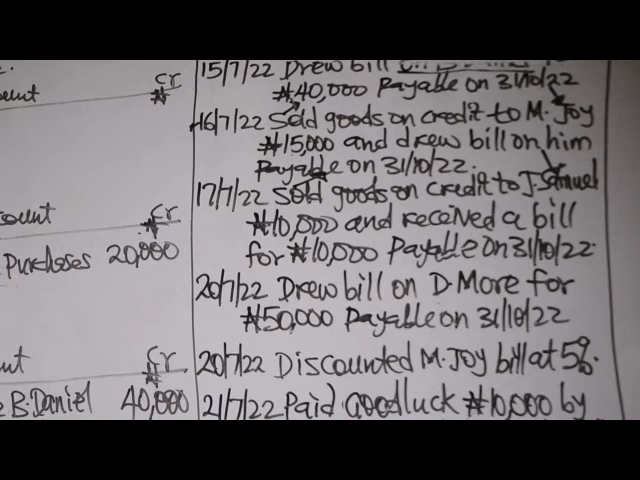 cr
ount
₦
count
cr
₦
Purchases 20,000
nt
cr
₦
B. Daniel 40,000
15/7/22 Drew bill
₦40,000 Payable on 31/10/22
16/7/22 Sold goods on credit to M. Joy
₦15,000 and drew bill on him
Payable on 31/10/22.
17/7/22 Sold goods on credit to J. Samuel
₦10,000 and received a bill
for ₦10,000 Payable on 31/10/22.
20/7/22 Drew bill on D. More for
₦50,000 Payable on 31/10/22
20/7/22 Discounted M. Joy bill at 5%.
21/7/22 Paid Goodluck ₦10,000 by